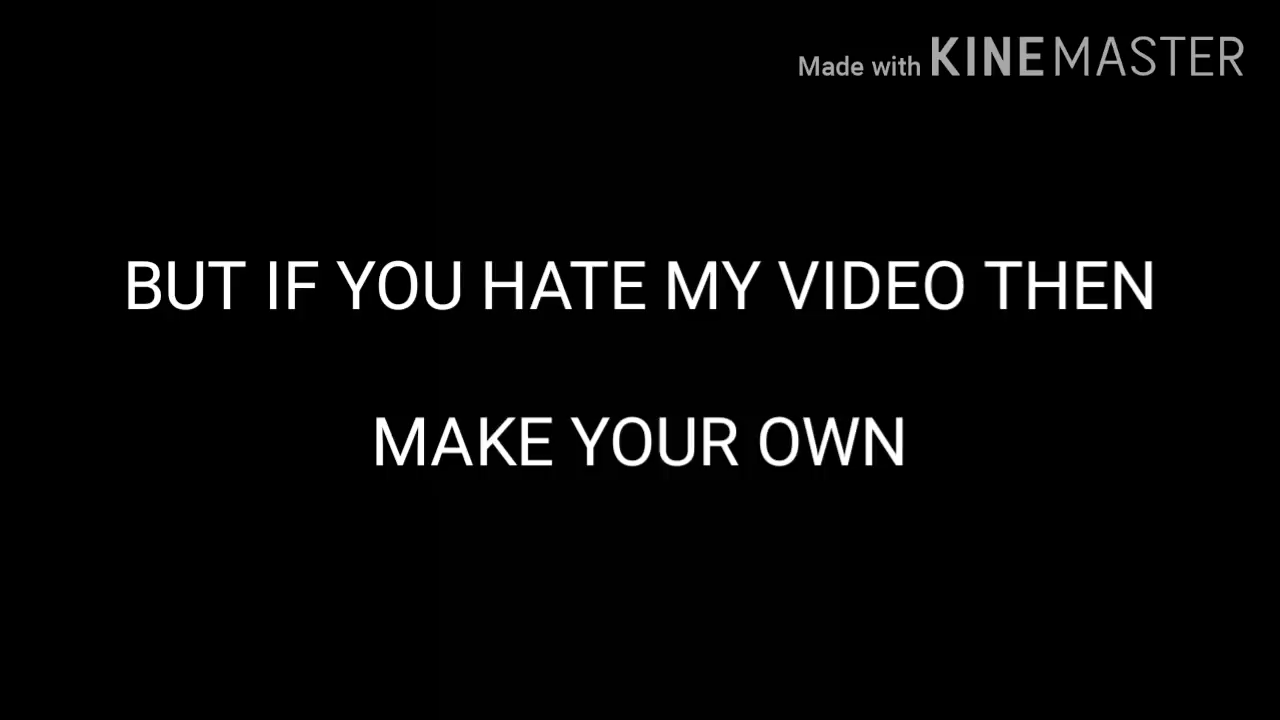 Made with KINEMASTER
BUT IF YOU HATE MY VIDEO THEN
MAKE YOUR OWN